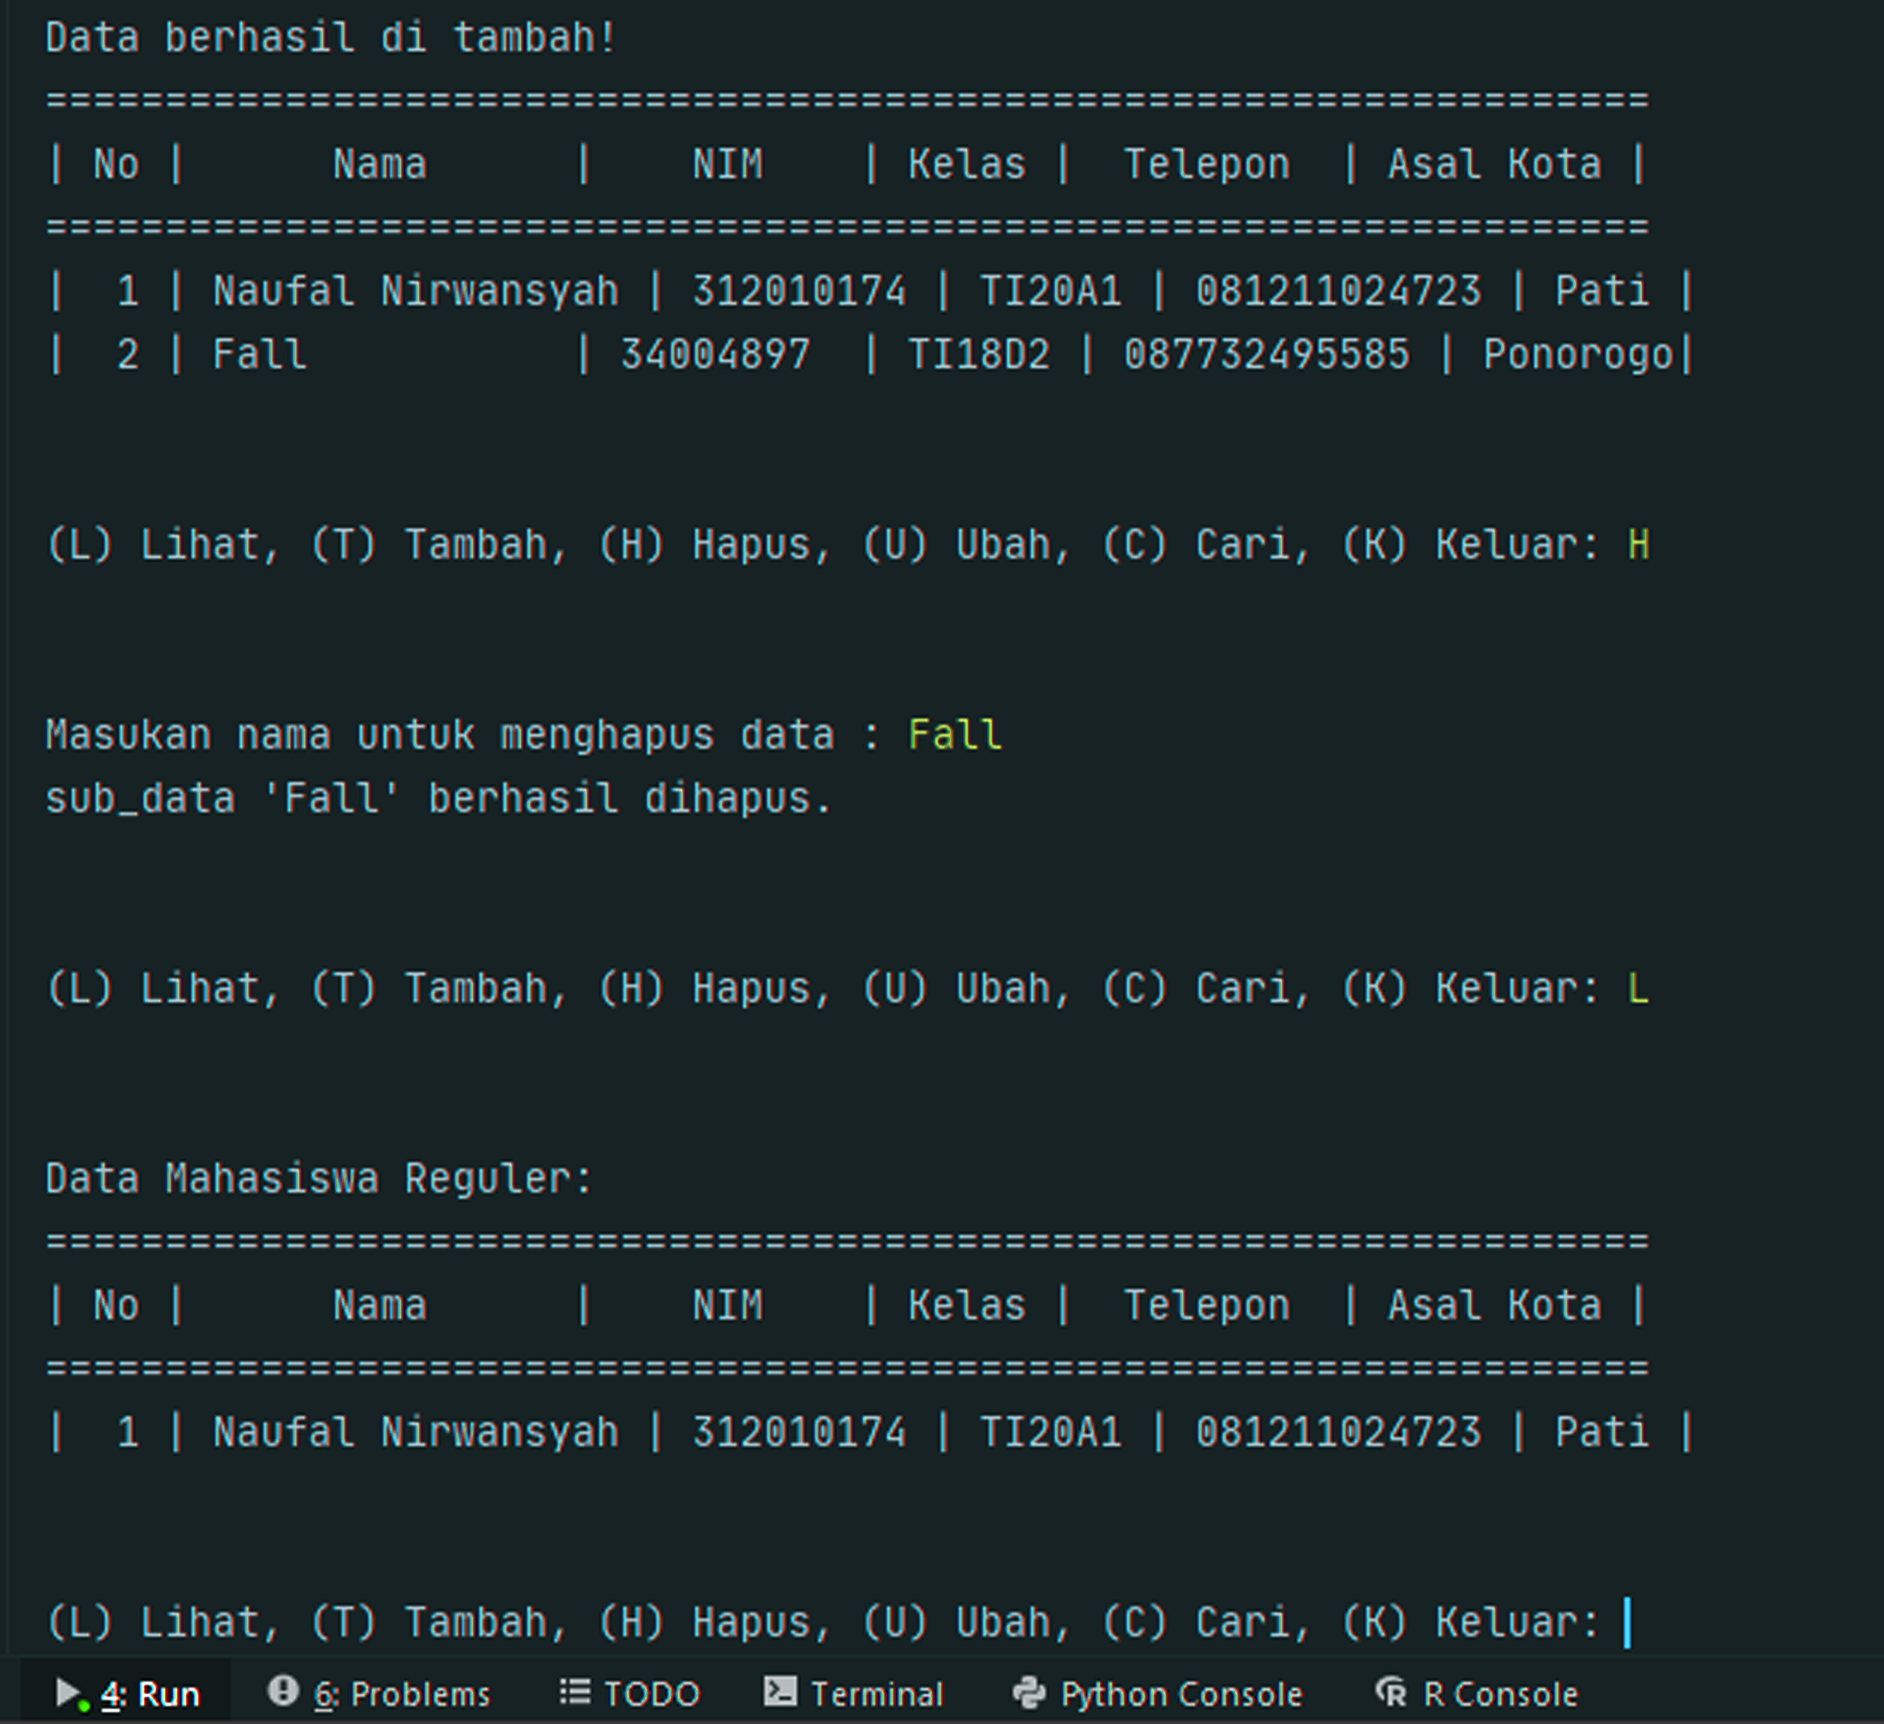 Data berhasil di tambah!
===================================================================
| No |      Nama      |    NIM    | Kelas |  Telepon  | Asal Kota |
===================================================================
|  1 | Naufal Nirwansyah | 312010174 | TI20A1 | 081211024723 | Pati |
|  2 | Fall           | 34004897  | TI18D2 | 087732495585 | Ponorogo|
(L) Lihat, (T) Tambah, (H) Hapus, (U) Ubah, (C) Cari, (K) Keluar: H
Masukan nama untuk menghapus data : Fall
sub_data 'Fall' berhasil dihapus.
(L) Lihat, (T) Tambah, (H) Hapus, (U) Ubah, (C) Cari, (K) Keluar: L
Data Mahasiswa Reguler:
===================================================================
| No |      Nama      |    NIM    | Kelas |  Telepon  | Asal Kota |
===================================================================
|  1 | Naufal Nirwansyah | 312010174 | TI20A1 | 081211024723 | Pati |
(L) Lihat, (T) Tambah, (H) Hapus, (U) Ubah, (C) Cari, (K) Keluar:
4: Run 6: Problems TODO Terminal Python Console R Console